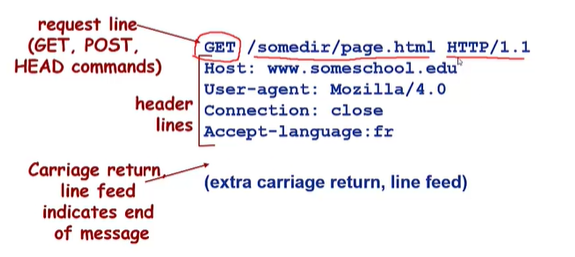 request line
(GET, POST,
HEAD commands)
GET /somedir/page.html HTTP/1.1
Host: www.someschool.edu
User-agent: Mozilla/4.0
Connection: close
Accept-language:fr
header
lines
Carriage return,
line feed
indicates end
of message
(extra carriage return, line feed)